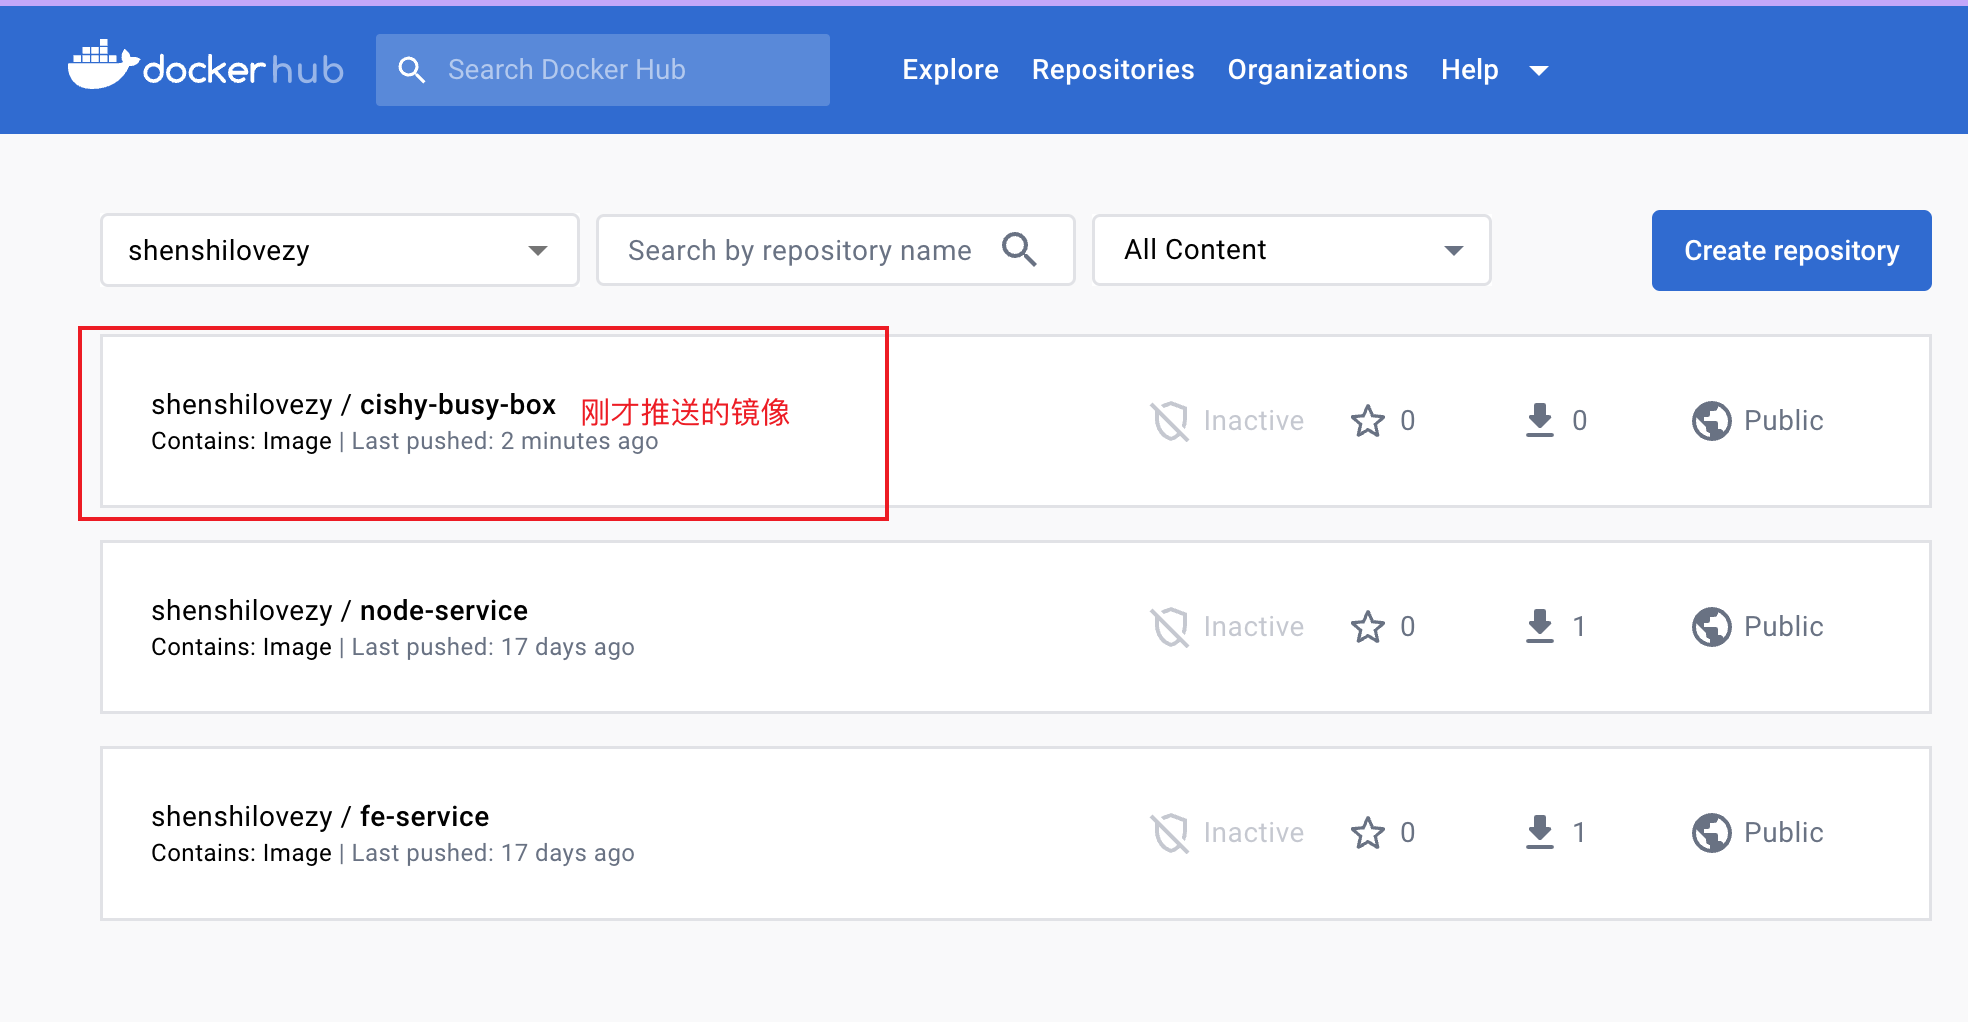 docker hub Search Docker Hub Explore Repositories Organizations Help
shenshilovezy Search by repository name All Content Create repository
shenshilovezy / cishy-busy-box 刚才推送的镜像
Contains: Image | Last pushed: 2 minutes ago
Inactive 0 0 Public
shenshilovezy / node-service
Contains: Image | Last pushed: 17 days ago
Inactive 0 1 Public
shenshilovezy / fe-service
Contains: Image | Last pushed: 17 days ago
Inactive 0 1 Public